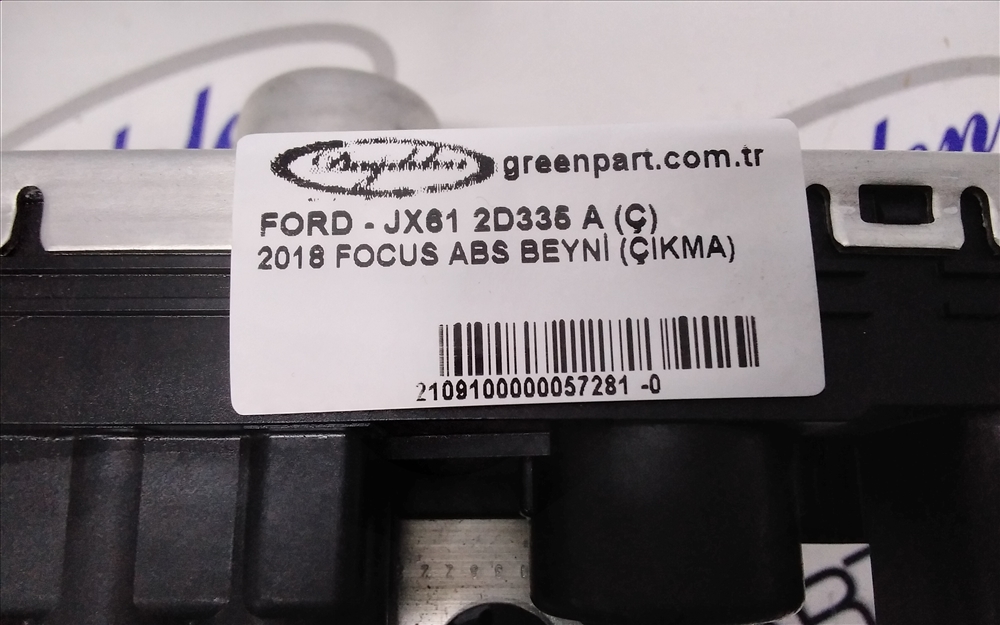 greenpart.com.tr
FORD - JX61 2D335 A (Ç)
2018 FOCUS ABS BEYNİ (ÇIKMA)
2109100000057281 -0